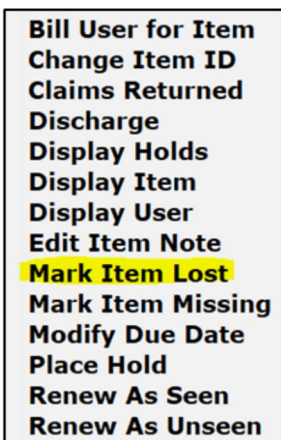 Bill User for Item
Change Item ID
Claims Returned
Discharge
Display Holds
Display Item
Display User
Edit Item Note
Mark Item Lost
Mark Item Missing
Modify Due Date
Place Hold
Renew As Seen
Renew As Unseen